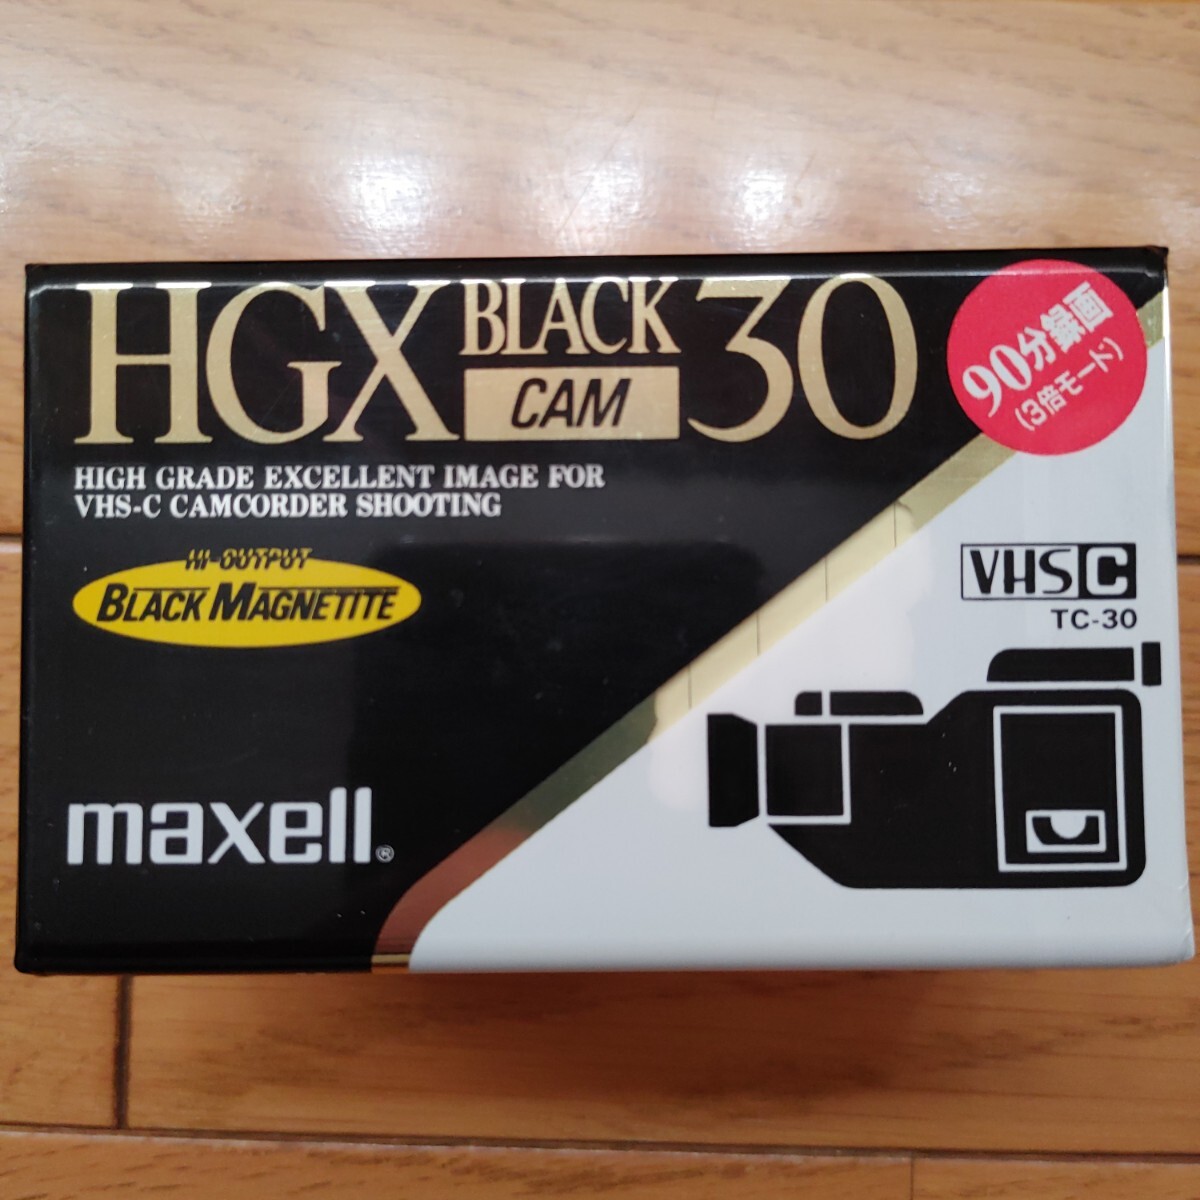 HGX BLACK 30
CAM
90分録画
(3倍モード)
HIGH GRADE EXCELLENT IMAGE FOR
VHS-C CAMCORDER SHOOTING
HI-OUTPUT
BLACK MAGNETITE
VHS C
TC-30
maxell®